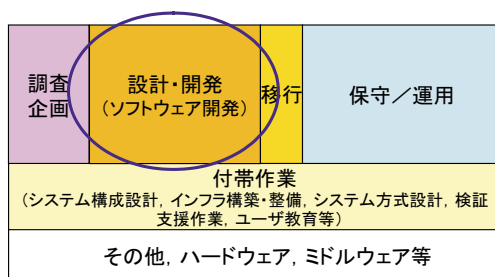 調査
企画
設計・開発
(ソフトウェア開発)
移行
保守／運用
付帯作業
(システム構成設計, インフラ構築・整備, システム方式設計, 検証
支援作業, ユーザ教育等)
その他, ハードウェア, ミドルウェア等